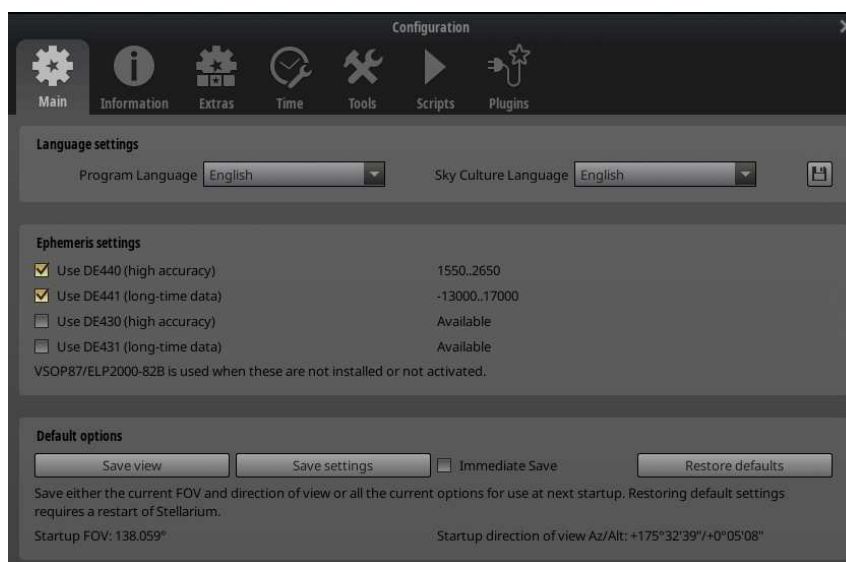 Configuration
Main Information Extras Time Tools Scripts Plugins
Language settings
Program Language English Sky Culture Language English
Ephemeris settings
Use DE440 (high accuracy) 1550..2650
Use DE441 (long-time data) -13000..17000
Use DE430 (high accuracy) Available
Use DE431 (long-time data) Available
VSOP87/ELP2000-82B is used when these are not installed or not activated.
Default options
Save view Save settings Immediate Save Restore defaults
Save either the current FOV and direction of view or all the current options for use at next startup. Restoring default settings
requires a restart of Stellarium.
Startup FOV: 138.059° Startup direction of view Az/Alt: +175°32'39"/+0°05'08"